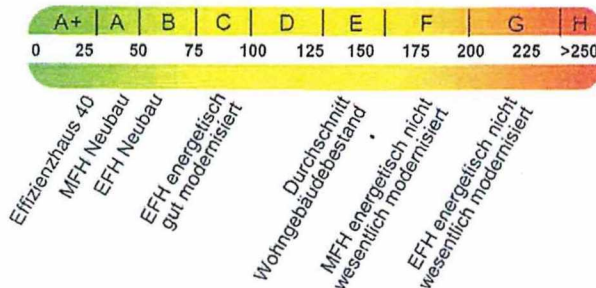 A+ A B C D E F G H
0 25 50 75 100 125 150 175 200 225 >250
Effizienzhaus 40
MFH Neubau
EFH Neubau
EFH energetisch
gut modernisiert
Durchschnitt
Wohngebäudebestand
MFH energetisch nicht
wesentlich modernisiert
EFH energetisch nicht
wesentlich modernisiert